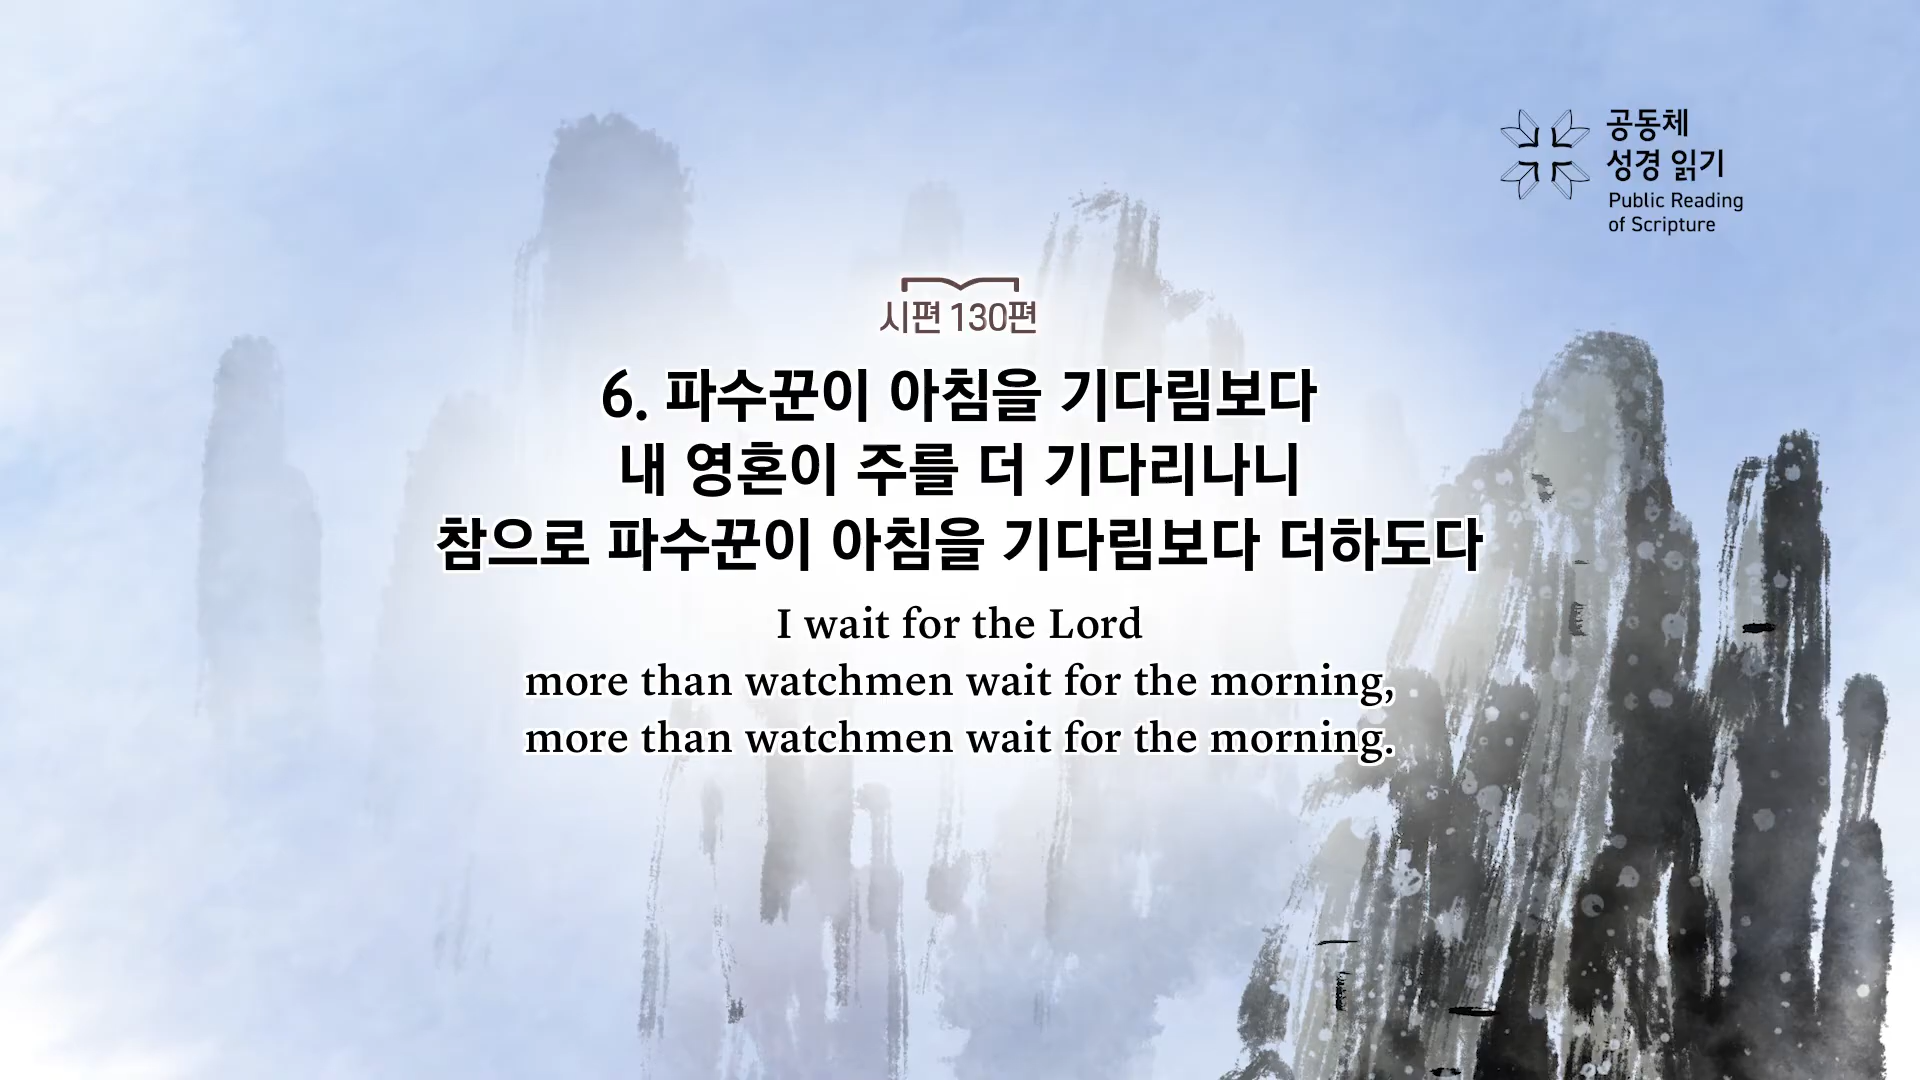 공동체
성경 읽기
Public Reading
of Scripture
시편 130편
6. 파수꾼이 아침을 기다림보다
내 영혼이 주를 더 기다리나니
참으로 파수꾼이 아침을 기다림보다 더하도다
I wait for the Lord
more than watchmen wait for the morning,
more than watchmen wait for the morning.